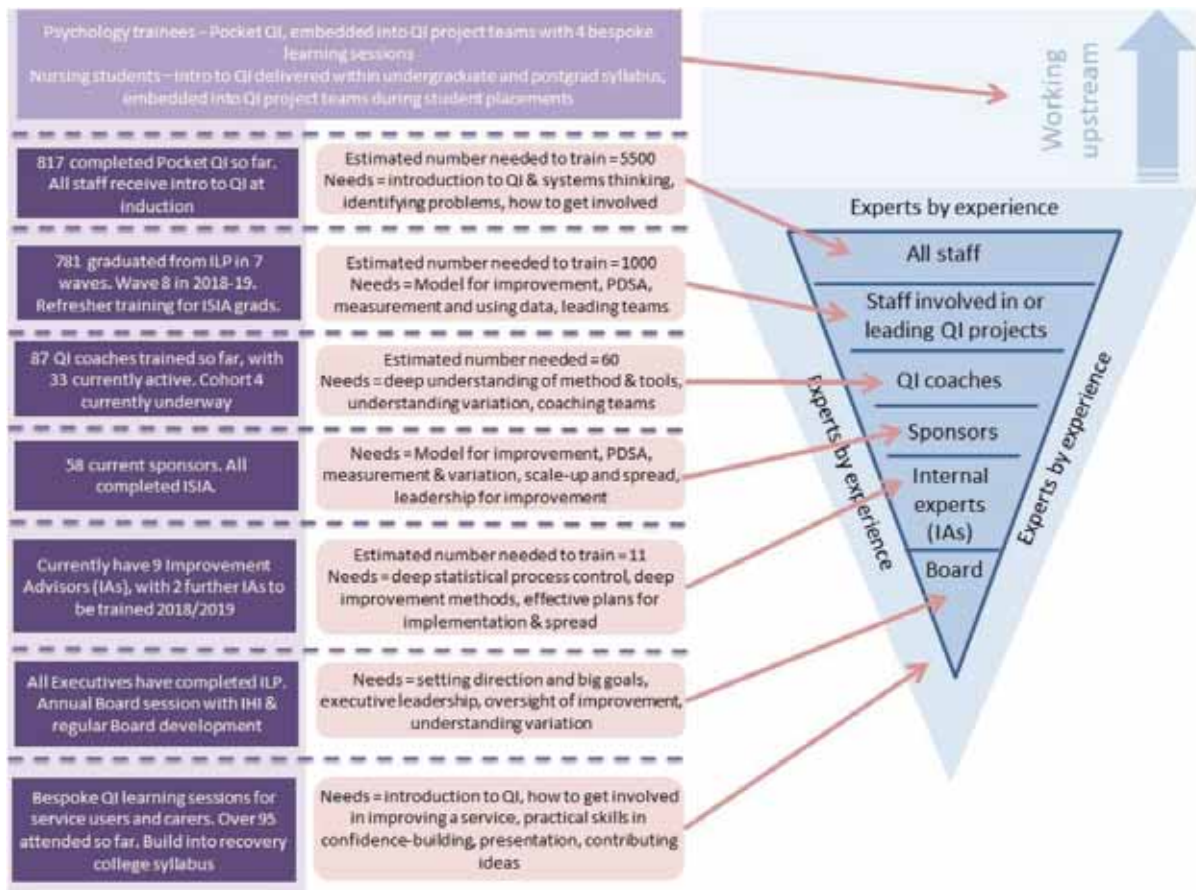 Psychology trainees – Pocket QI, embedded into QI project teams with 4 bespoke
learning sessions
Nursing students – Intro to QI delivered within undergraduate and postgrad syllabus,
embedded into QI project teams during student placements
Working
upstream
817 completed Pocket QI so far.
All staff receive Intro to QI at
induction
Estimated number needed to train = 5500
Needs = introduction to QI & systems thinking,
identifying problems, how to get involved
781 graduated from ILP in 7
waves. Wave 8 in 2018-19.
Refresher training for ISIA grads.
Estimated number needed to train = 1000
Needs = Model for improvement, PDSA,
measurement and using data, leading teams
87 QI coaches trained so far, with
33 currently active. Cohort 4
currently underway
Estimated number needed = 60
Needs = deep understanding of method & tools,
understanding variation, coaching teams
58 current sponsors. All
completed ISIA.
Needs = Model for improvement, PDSA,
measurement & variation, scale-up and spread,
leadership for improvement
Currently have 9 Improvement
Advisors (IAs), with 2 further IAs to
be trained 2018/2019
Estimated number needed to train = 11
Needs = deep statistical process control, deep
improvement methods, effective plans for
implementation & spread
All Executives have completed ILP.
Annual Board session with IHI &
regular Board development
Needs = setting direction and big goals,
executive leadership, oversight of improvement,
understanding variation
Bespoke QI learning sessions for
service users and carers. Over 95
attended so far. Build into recovery
college syllabus
Needs = introduction to QI, how to get involved
in improving a service, practical skills in
confidence-building, presentation, contributing
ideas
Experts by experience
All staff
Staff involved in or
leading QI projects
QI coaches
Sponsors
Internal
experts
(IAs)
Board
Experts by experience
Experts by experience